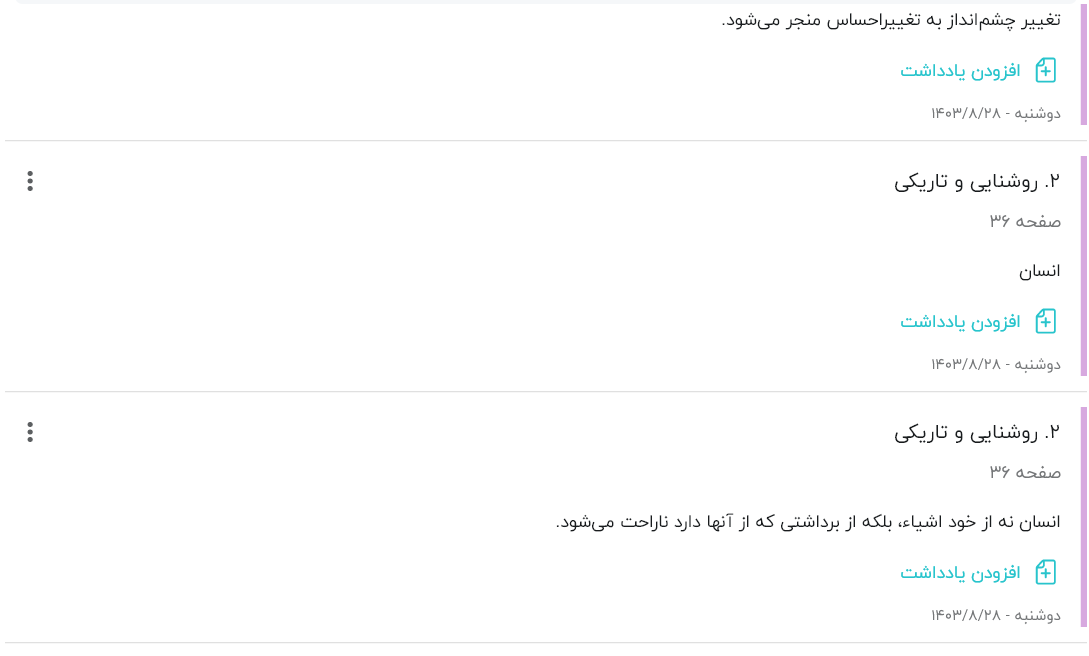 تغییر چشم‌انداز به تغییراحساس منجر می‌شود.
افزودن یادداشت
دوشنبه - ۱۴۰۳/۸/۲۸
۲. روشنایی و تاریکی
صفحه ۳۶
انسان
افزودن یادداشت
دوشنبه - ۱۴۰۳/۸/۲۸
۲. روشنایی و تاریکی
صفحه ۳۶
انسان نه از خود اشیاء، بلکه از برداشتی که از آنها دارد ناراحت می‌شود.
افزودن یادداشت
دوشنبه - ۱۴۰۳/۸/۲۸